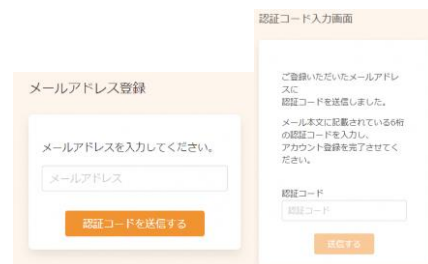 メールアドレス登録
メールアドレスを入力してください。
メールアドレス
認証コードを送信する
認証コード入力画面
ご登録いただいたメールアドレ
スに
認証コードを送信しました。
メール本文に記載されている6桁
の認証コードを入力し、
アカウント登録を完了させてく
ださい。
認証コード
認証コード
送信する